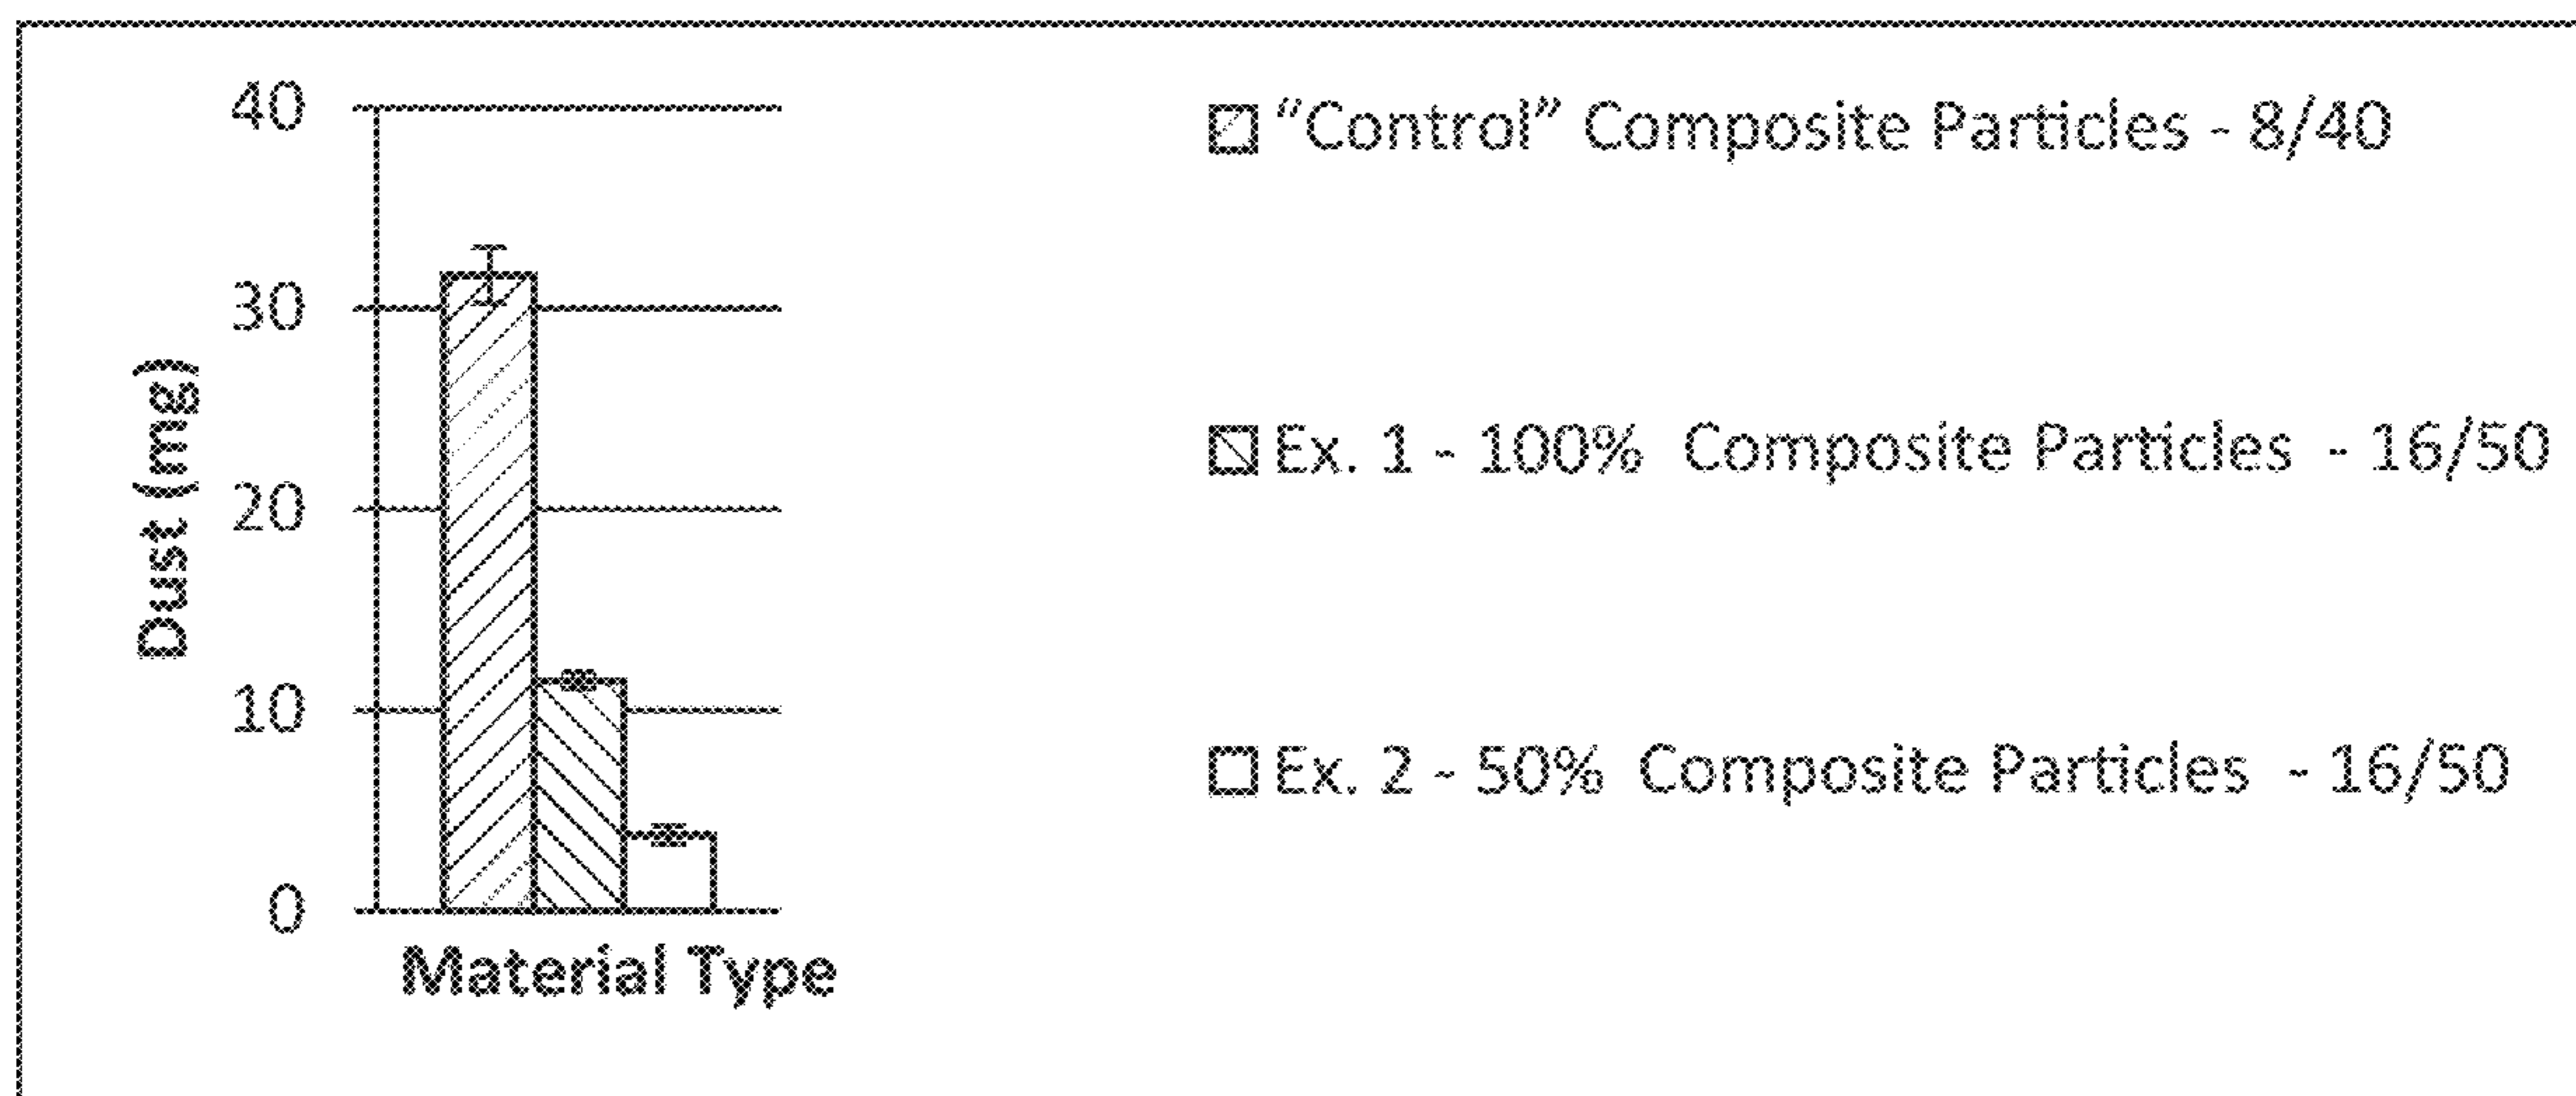 40
30
20
10
0
Dust (mg)
Material Type
“Control” Composite Particles - 8/40
Ex. 1 - 100% Composite Particles - 16/50
Ex. 2 - 50% Composite Particles - 16/50